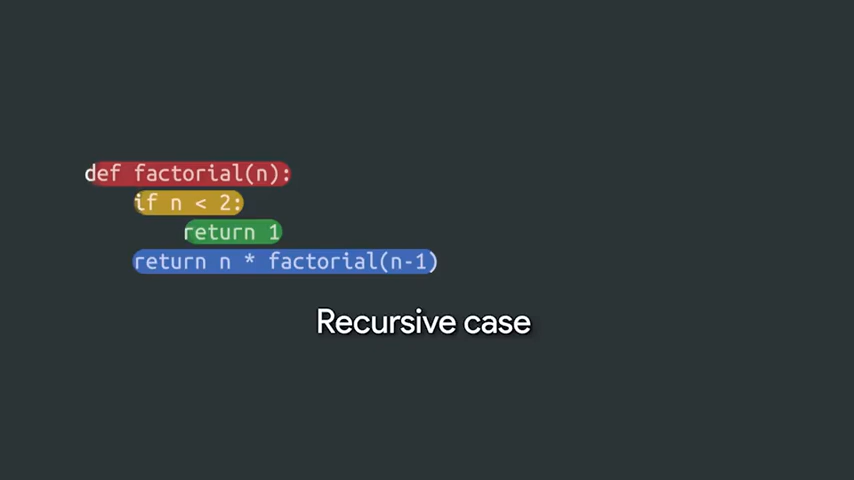 def factorial(n):
if n < 2:
return 1
return n * factorial(n-1)
Recursive case